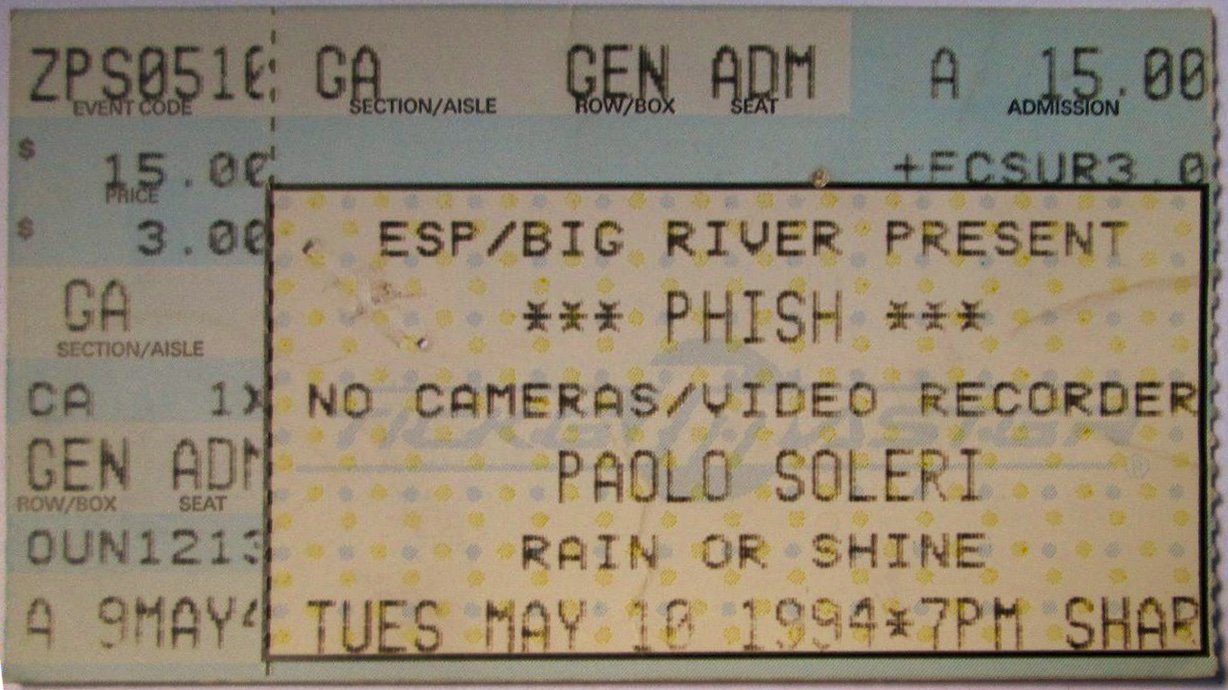 ZPS0510 GA GEN ADM A 15.00
EVENT CODE SECTION/AISLE ROW/BOX SEAT ADMISSION
$ 15.00 +FCSUR3.0
PRICE
$ 3.00
GA
SECTION/AISLE
CA 1X
GEN ADM
ROW/BOX SEAT
OUN1213
A 9MAY4
ESP/BIG RIVER PRESENT
*** PHISH ***
NO CAMERAS/VIDEO RECORDER
PAOLO SOLERI
RAIN OR SHINE
TUES MAY 10 1994*7PM SHAR
TICKETMASTER®